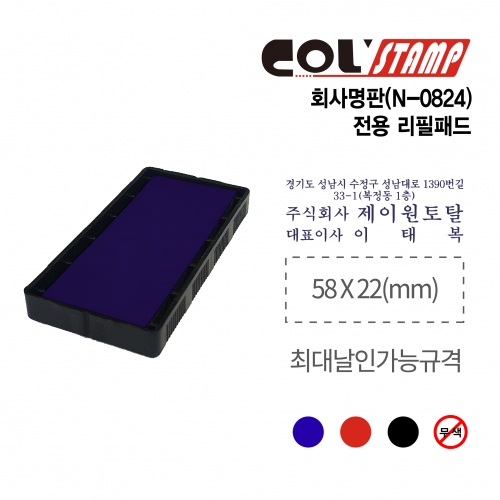 COL'STAMP
회사명판(N-0824)
전용 리필패드
경기도 성남시 수정구 성남대로 1390번길
33-1(복정동 1층)
주식회사 제이원토탈
대표이사 이 태 복
58 X 22(mm)
최대날인가능규격
무색